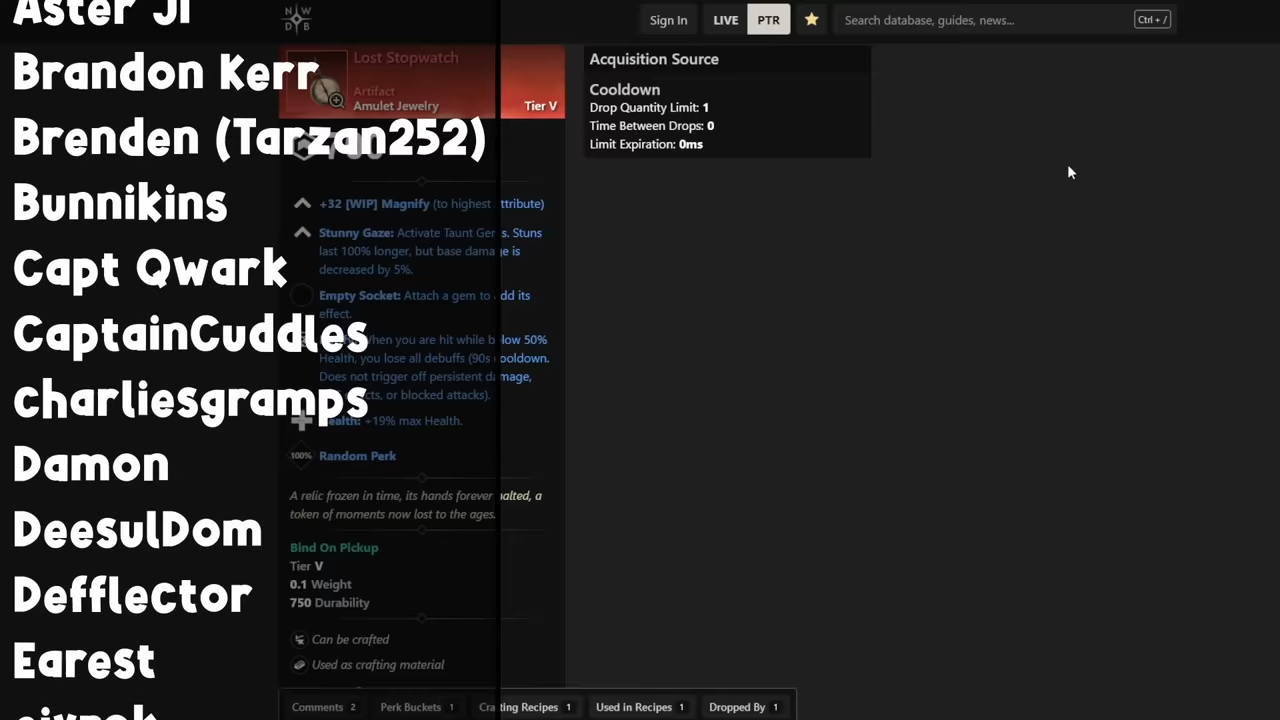 Aster Ji
Brandon Kerr
Brenden (Tarzan252)
Bunnikins
Capt Qwark
CaptainCuddles
charliesgramps
Damon
DeesulDom
Defflector
Earest
NW
DB
Sign In
LIVE
PTR
Search database, guides, news...
Ctrl + /
Lost Stopwatch
Artifact
Amulet Jewelry
Tier V
+32 [WIP] Magnify (to highest attribute)
Stunny Gaze: Activate Taunt Gems. Stuns
last 100% longer, but base damage is
decreased by 5%.
Empty Socket: Attach a gem to add its
effect.
When you are hit while below 50%
Health, you lose all debuffs (90s cooldown.
Does not trigger off persistent damage,
or blocked attacks).
Health: +19% max Health.
100%
Random Perk
A relic frozen in time, its hands forever halted, a
token of moments now lost to the ages.
Bind On Pickup
Tier V
0.1 Weight
750 Durability
Can be crafted
Used as crafting material
Comments 2
Perk Buckets 1
Crafting Recipes 1
Used in Recipes 1
Dropped By 1
Acquisition Source
Cooldown
Drop Quantity Limit: 1
Time Between Drops: 0
Limit Expiration: 0ms